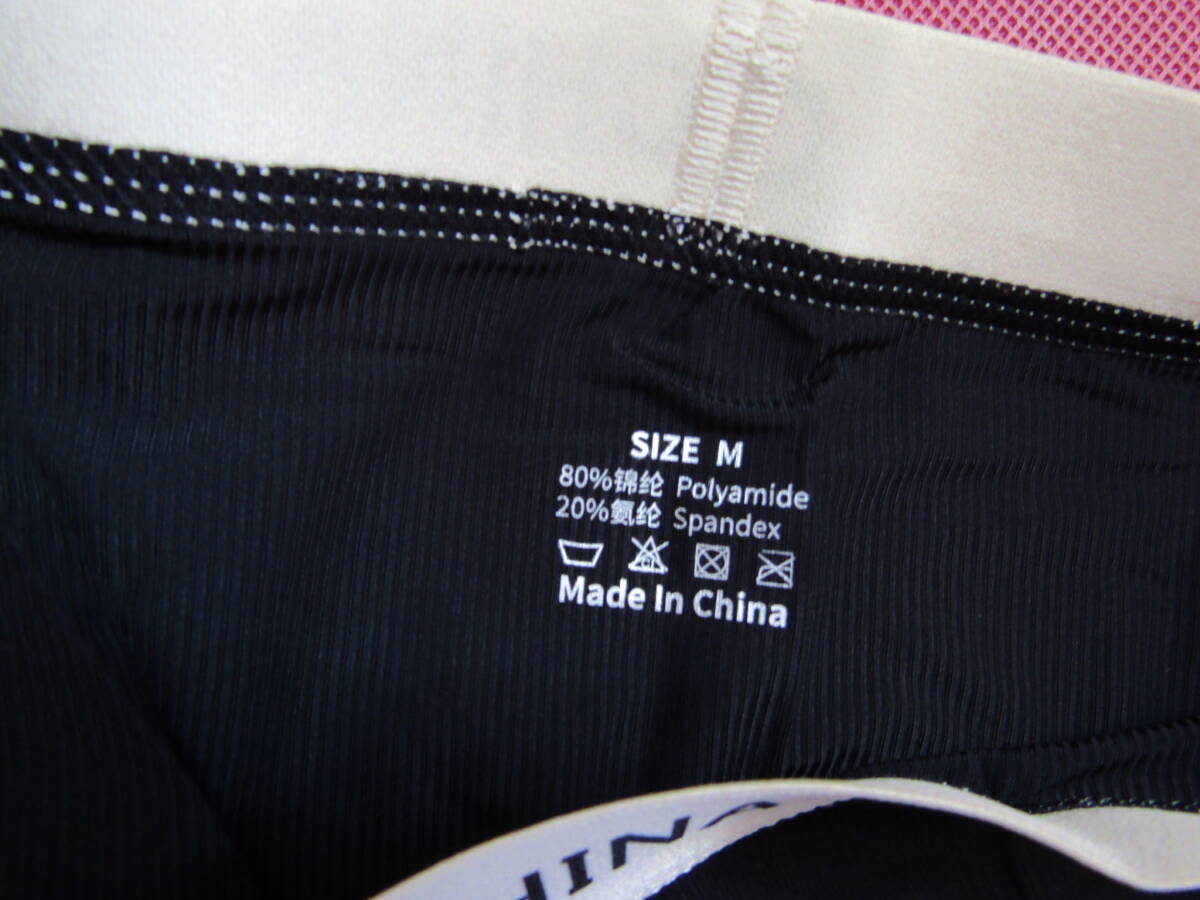 SIZE M
80%锦纶 Polyamide
20%氨纶 Spandex
Made In China